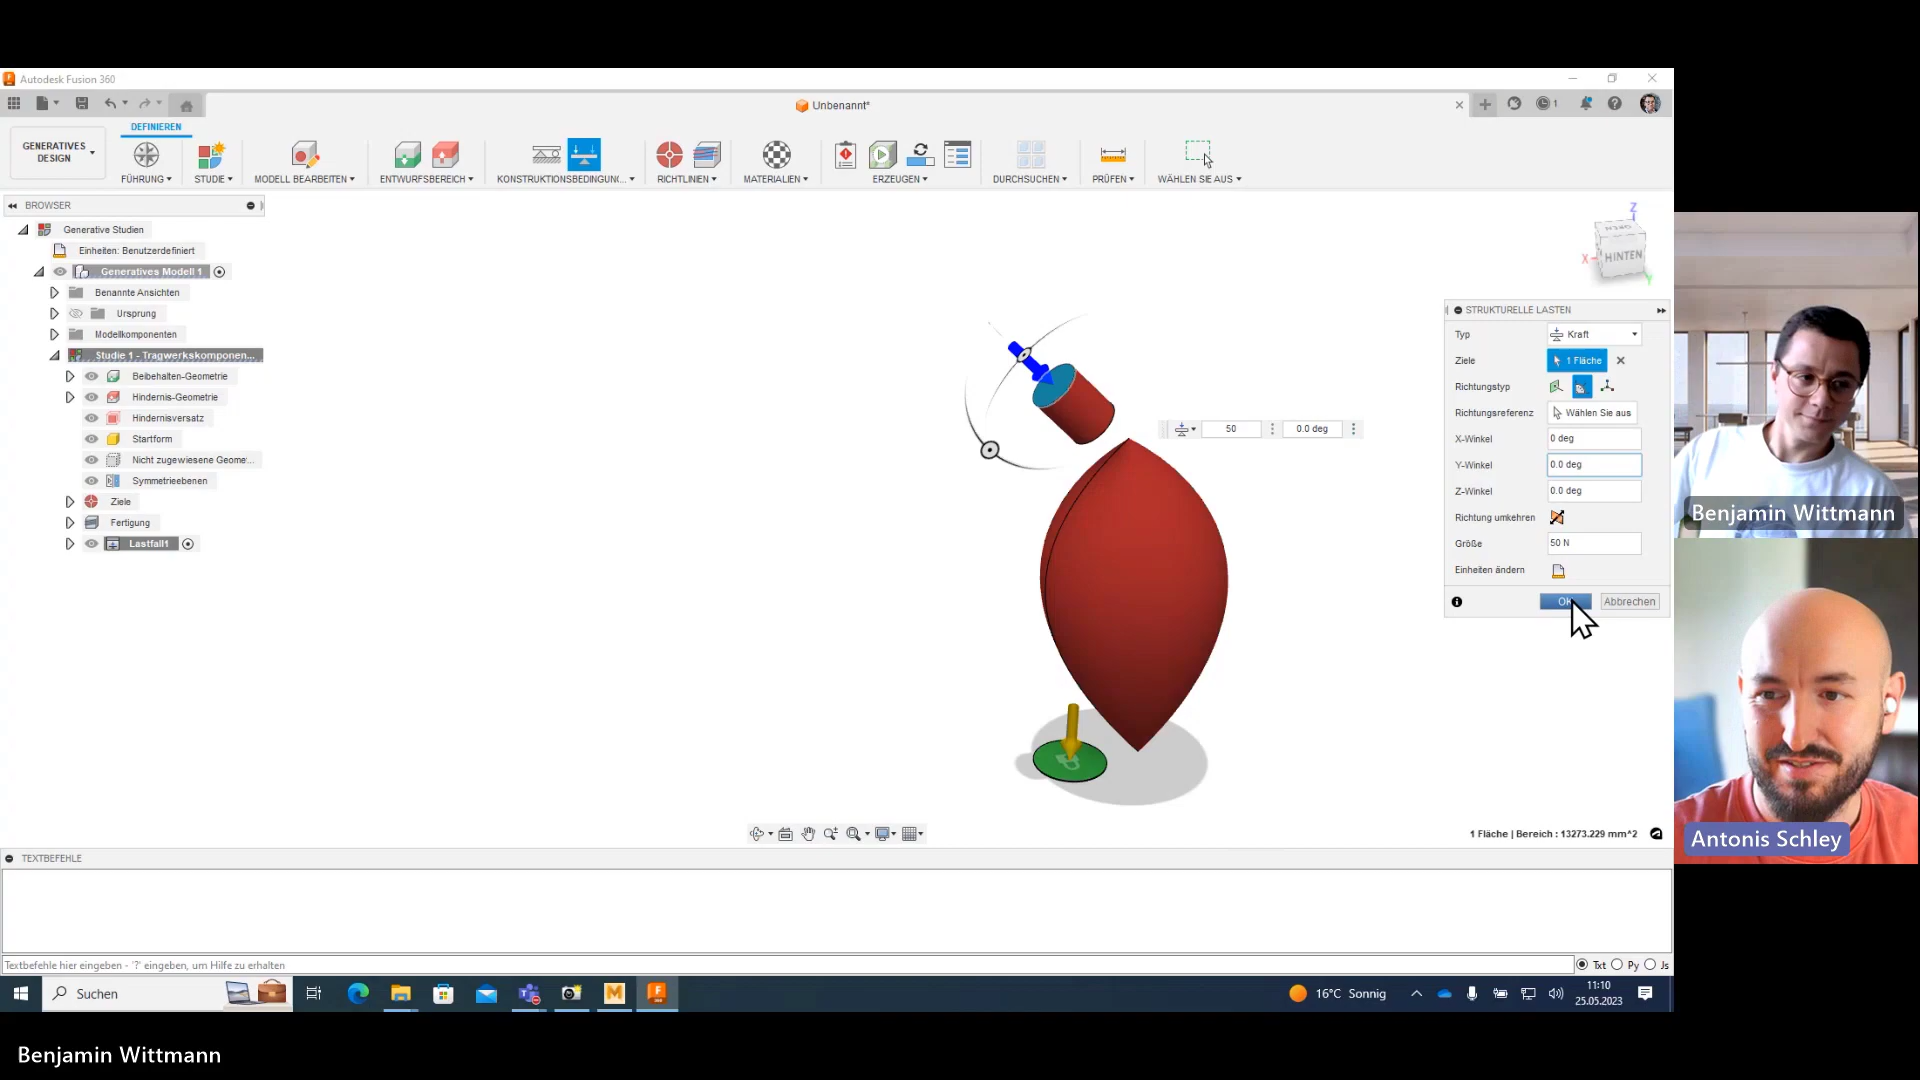 Autodesk Fusion 360
Unbenannt*
1
DEFINIEREN
GENERATIVES
DESIGN
FÜHRUNG
STUDIE
MODELL BEARBEITEN
ENTWURFSBEREICH
KONSTRUKTIONSBEDINGUN...
RICHTLINIEN
MATERIALIEN
ERZEUGEN
DURCHSUCHEN
PRÜFEN
WÄHLEN SIE AUS
BROWSER
Generative Studien
Einheiten: Benutzerdefiniert
Generatives Modell 1
Benannte Ansichten
Ursprung
Modellkomponenten
Studie 1 - Tragwerkskomponen...
Beibehalten-Geometrie
Hindernis-Geometrie
Hindernisversatz
Startform
Nicht zugewiesene Geome...
Symmetrieebenen
Ziele
Fertigung
Lastfall1
50
0.0 deg
Z
X
Y
OBEN
HINTEN
STRUKTURELLE LASTEN
Typ Kraft
Ziele 1 Fläche
Richtungstyp
Richtungsreferenz Wählen Sie aus
X-Winkel 0 deg
Y-Winkel 0.0 deg
Z-Winkel 0.0 deg
Richtung umkehren
Größe 50 N
Einheiten ändern
OK Abbrechen
1 Fläche | Bereich : 13273.229 mm^2
TEXTBEFEHLE
Textbefehle hier eingeben - '?' eingeben, um Hilfe zu erhalten
Txt Py Js
Suchen
16°C Sonnig
11:10
25.05.2023
Benjamin Wittmann
Antonis Schley
Benjamin Wittmann